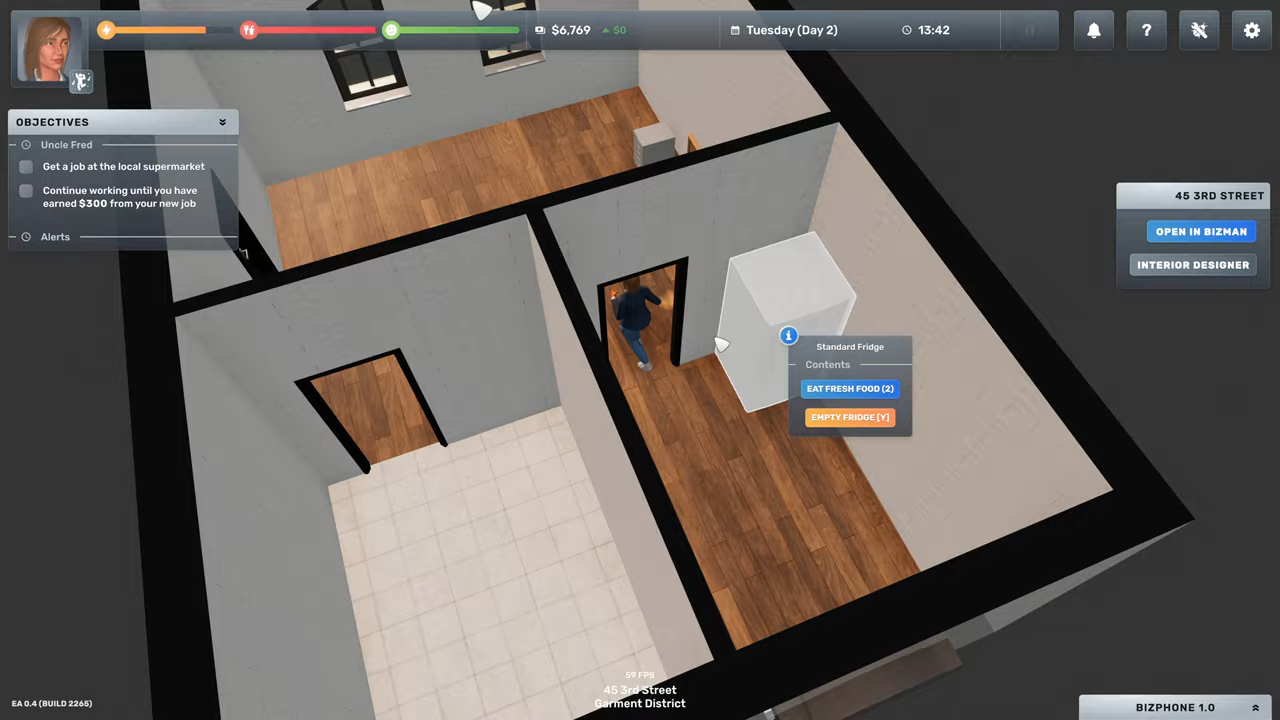 $6,769
$0
Tuesday (Day 2)
13:42
?
OBJECTIVES
Uncle Fred
Get a job at the local supermarket
Continue working until you have
earned $300 from your new job
Alerts
45 3RD STREET
OPEN IN BIZMAN
INTERIOR DESIGNER
i
Standard Fridge
Contents
EAT FRESH FOOD (2)
EMPTY FRIDGE [Y]
59 FPS
45 3rd Street
Garment District
EA 0.4 (BUILD 2265)
BIZPHONE 1.0